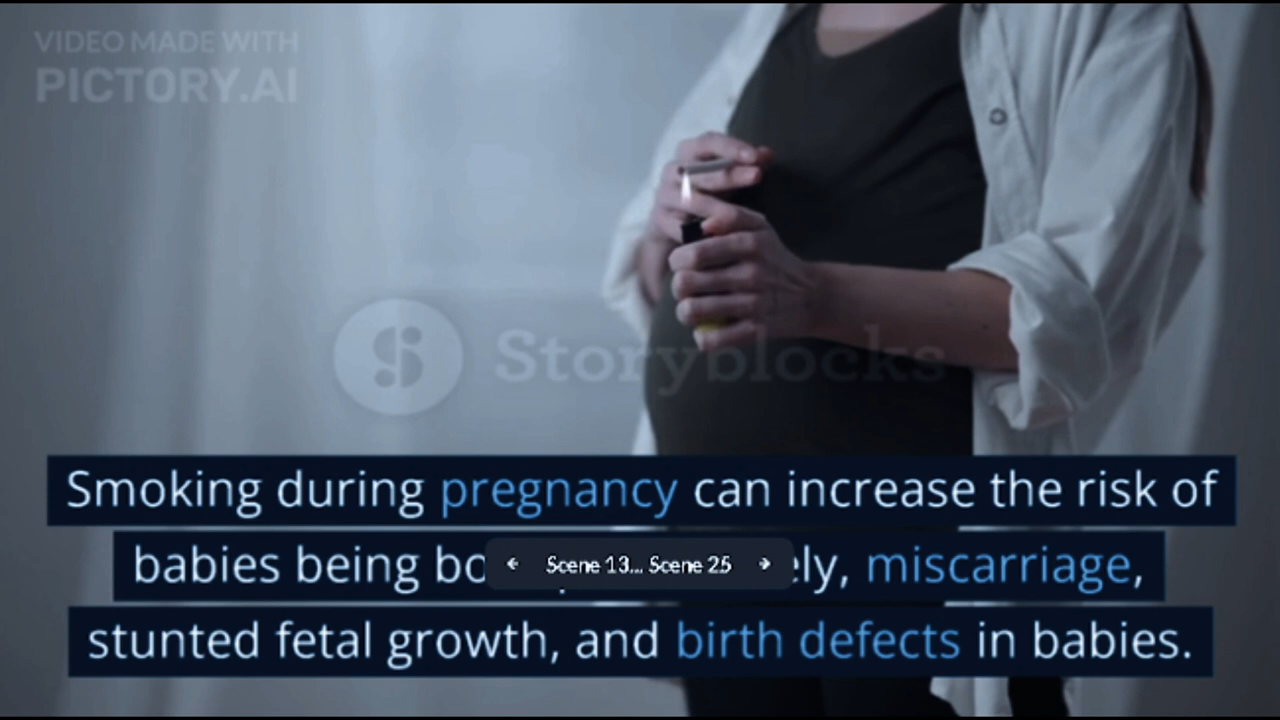 VIDEO MADE WITH
PICTORY.AI
Storyblocks
Smoking during pregnancy can increase the risk of
babies being bo
Scene 13... Scene 25
ely, miscarriage,
stunted fetal growth, and birth defects in babies.